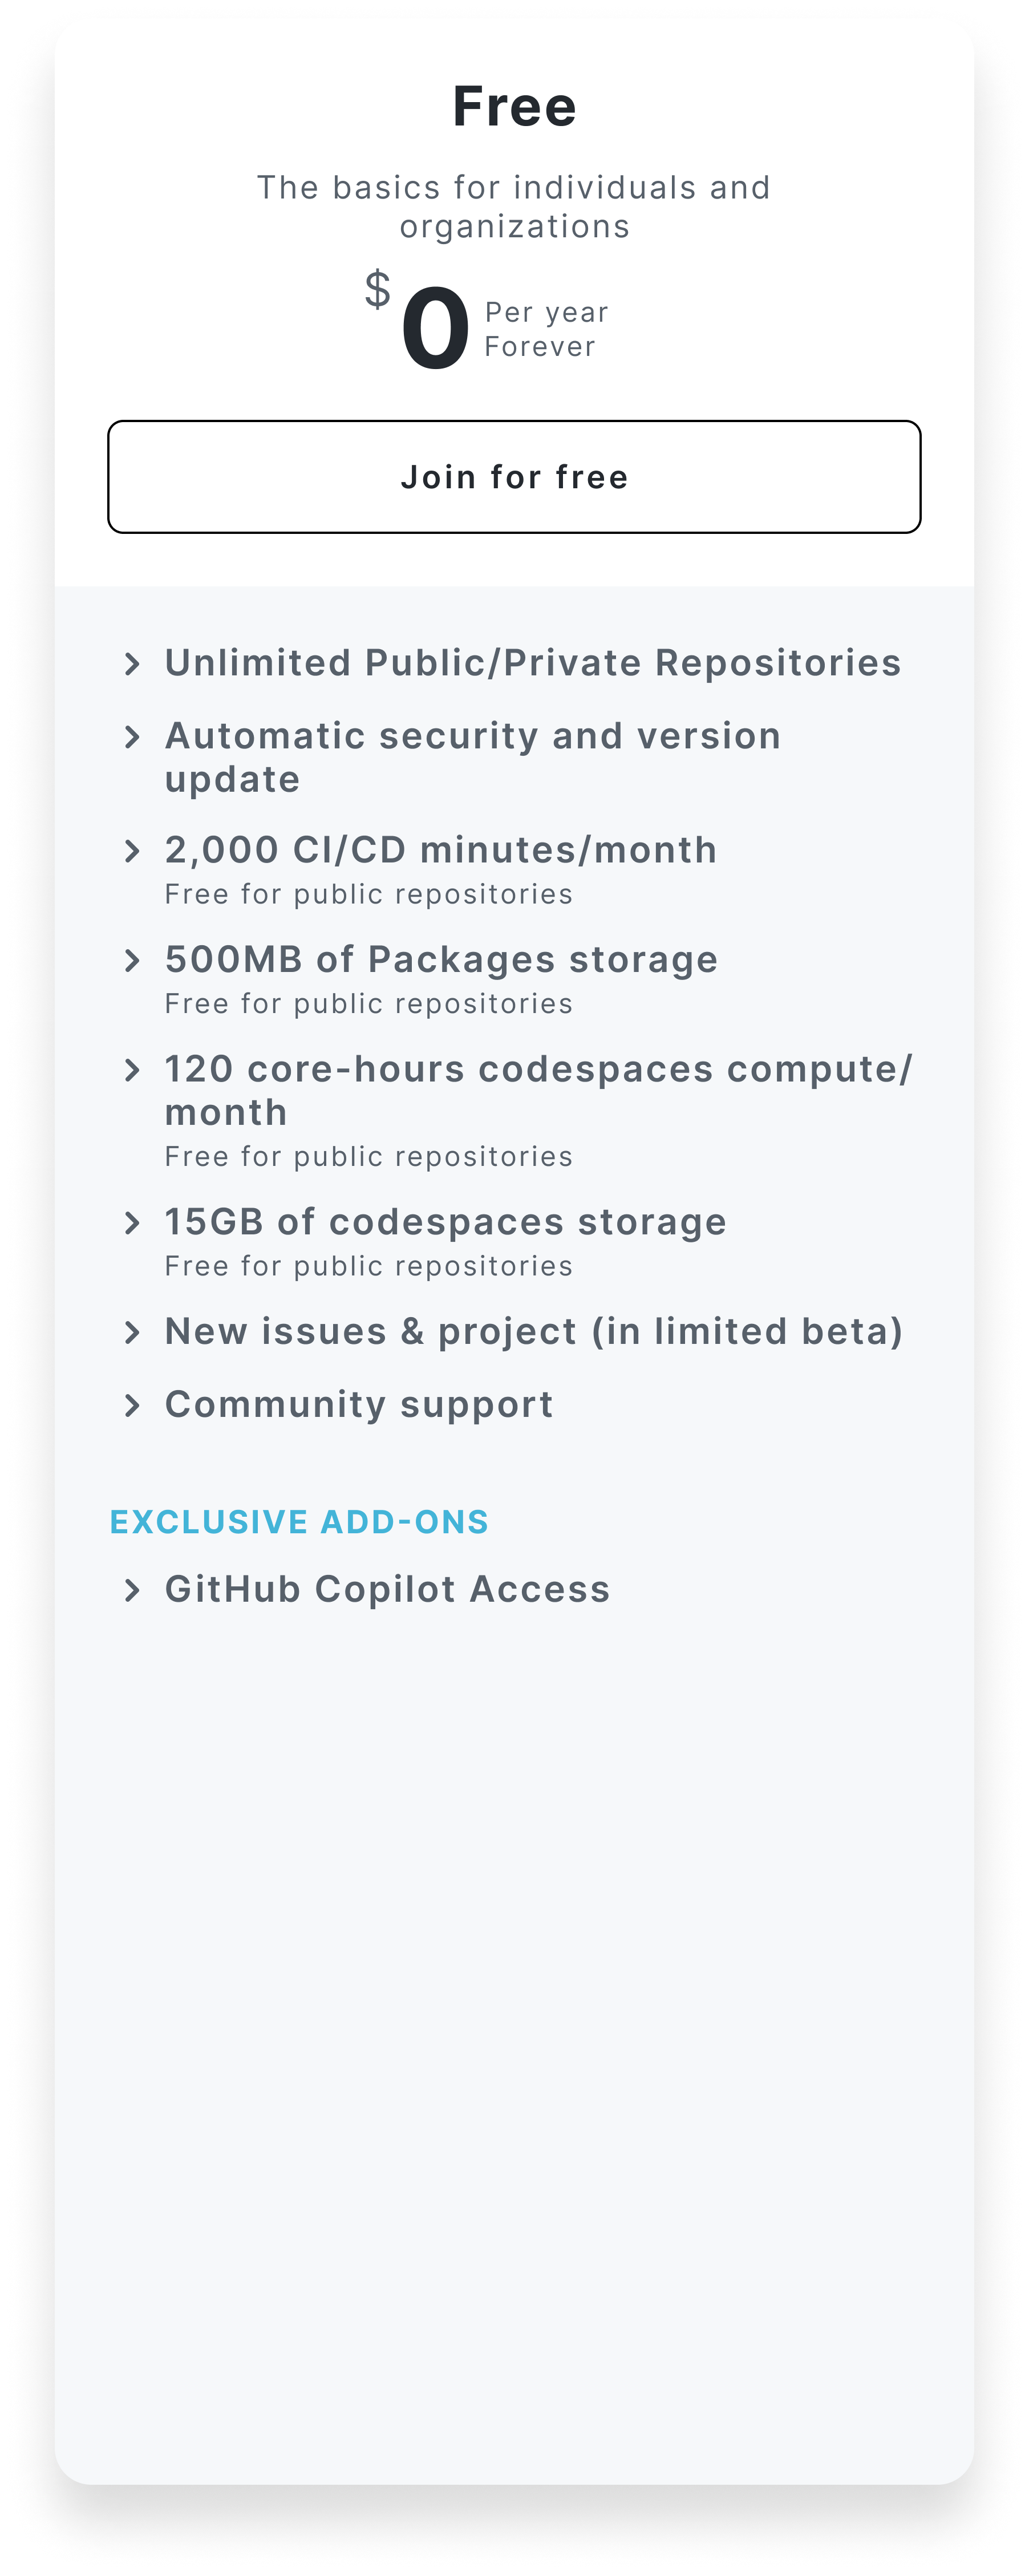 Free
The basics for individuals and
organizations
$0 Per year
Forever
Join for free
Unlimited Public/Private Repositories
Automatic security and version
update
2,000 CI/CD minutes/month
Free for public repositories
500MB of Packages storage
Free for public repositories
120 core-hours codespaces compute/
month
Free for public repositories
15GB of codespaces storage
Free for public repositories
New issues & project (in limited beta)
Community support
EXCLUSIVE ADD-ONS
GitHub Copilot Access